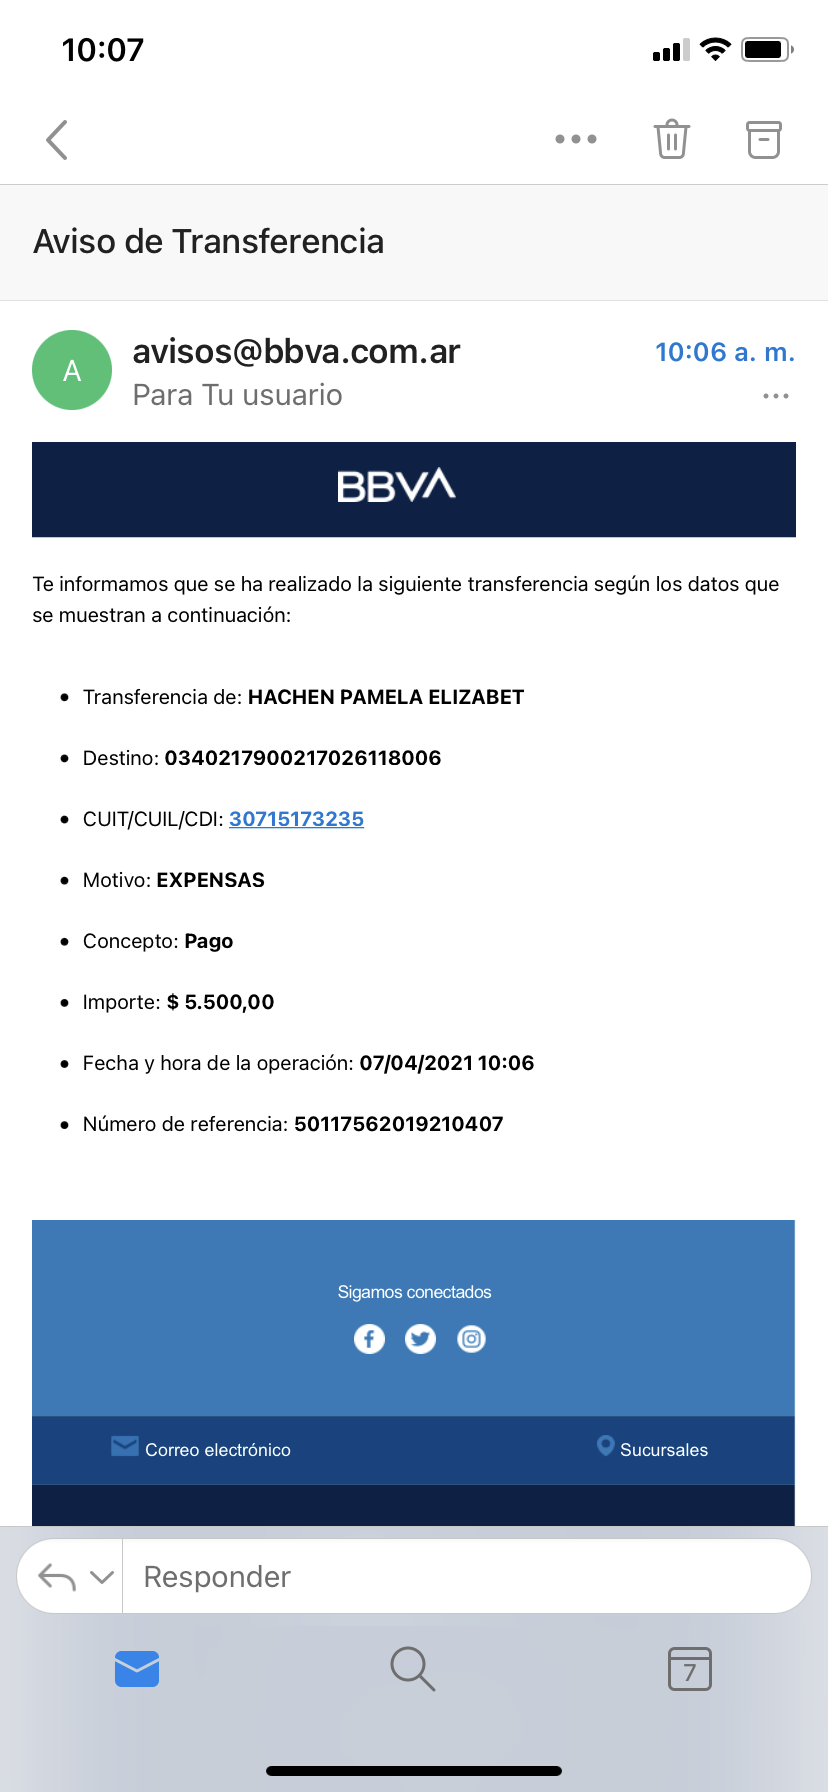 10:07
Aviso de Transferencia
A
avisos@bbva.com.ar
10:06 a. m.
Para Tu usuario
BBVA
Te informamos que se ha realizado la siguiente transferencia según los datos que
se muestran a continuación:
• Transferencia de: HACHEN PAMELA ELIZABET
• Destino: 0340217900217026118006
• CUIT/CUIL/CDI: 30715173235
• Motivo: EXPENSAS
• Concepto: Pago
• Importe: $ 5.500,00
• Fecha y hora de la operación: 07/04/2021 10:06
• Número de referencia: 50117562019210407
Sigamos conectados
Correo electrónico
Sucursales
Responder
7